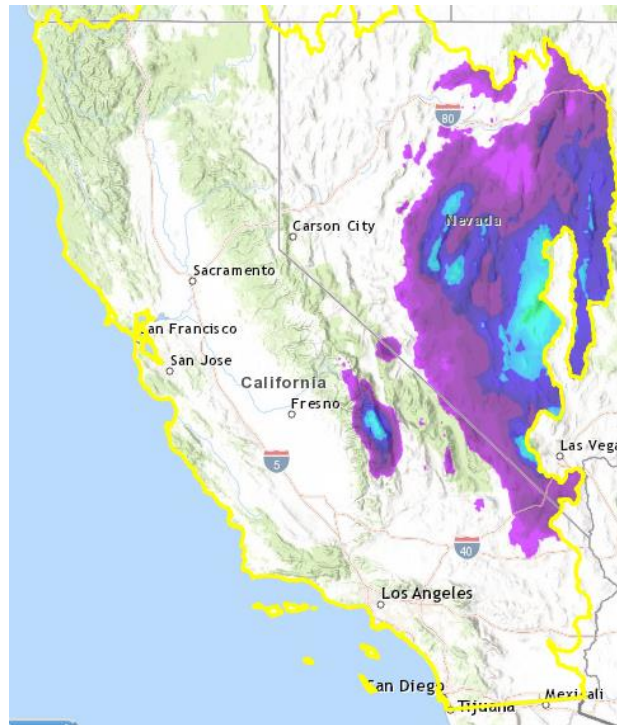 80
Nevada
Carson City
Sacramento
San Francisco
San Jose
California
Fresno
5
Las Vega
40
Los Angeles
San Diego
Tijuana
Mexicali